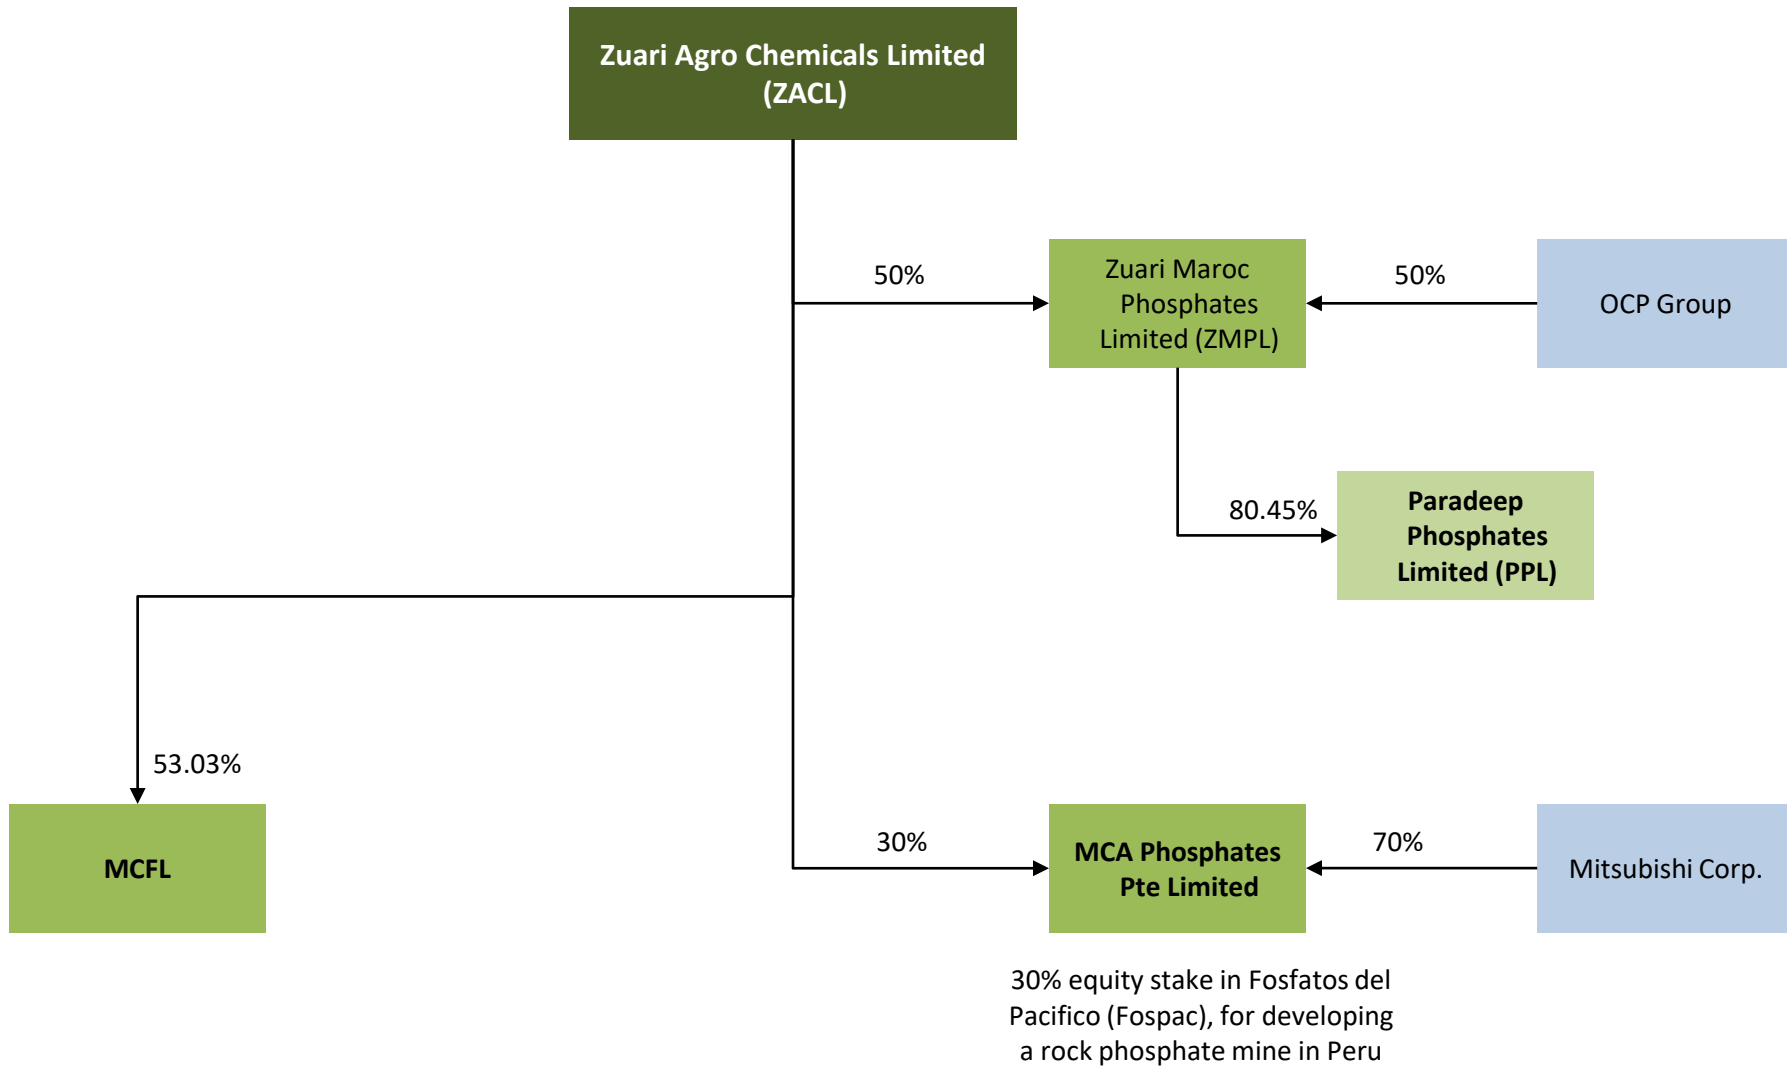 Zuari Agro Chemicals Limited
(ZACL)
50%
Zuari Maroc
Phosphates
Limited (ZMPL)
50%
OCP Group
80.45%
Paradeep
Phosphates
Limited (PPL)
53.03%
MCFL
30%
MCA Phosphates
Pte Limited
70%
Mitsubishi Corp.
30% equity stake in Fosfatos del
Pacifico (Fospac), for developing
a rock phosphate mine in Peru